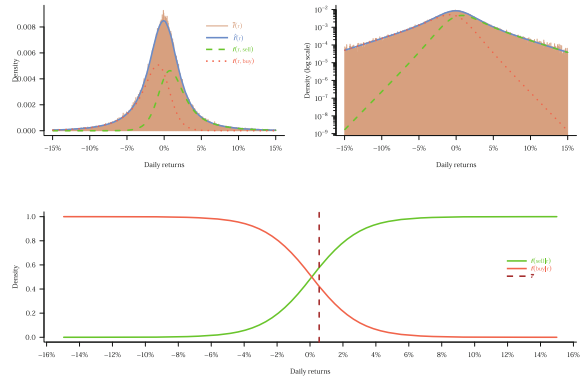 0.008
0.006
0.004
0.002
0.000
Density
−15% −10% −5% 0% 5% 10% 15%
Daily returns
f̄(r)
f̂(r)
f(r, sell)
f(r, buy)
10⁻²
10⁻³
10⁻⁴
10⁻⁵
10⁻⁶
10⁻⁷
10⁻⁸
10⁻⁹
Density (log scale)
−15% −10% −5% 0% 5% 10% 15%
Daily returns
1.0
0.8
0.6
0.4
0.2
0.0
Density
f(sell|r)
f(buy|r)
−16% −14% −12% −10% −8% −6% −4% −2% 0% 2% 4% 6% 8% 10% 12% 14% 16%
Daily returns